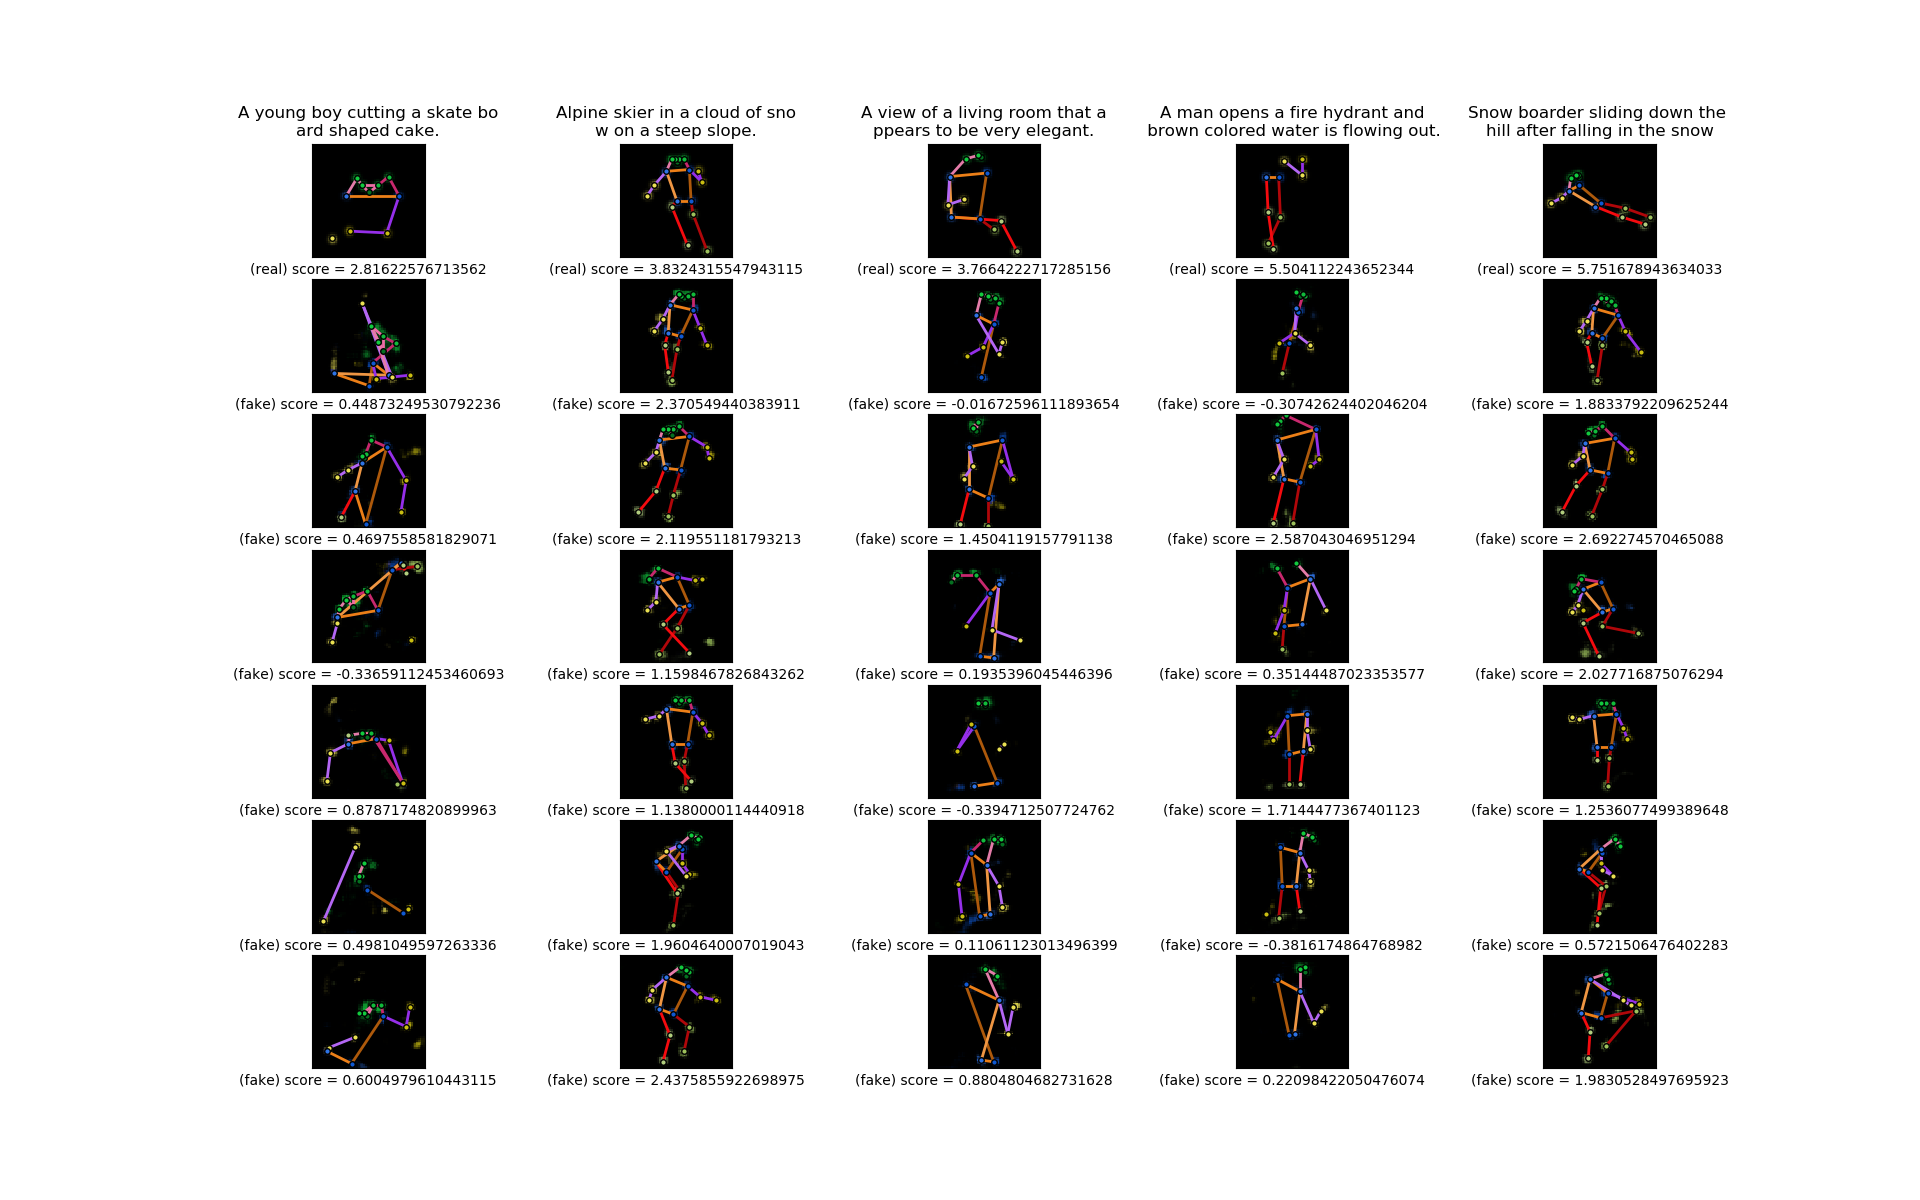 A young boy cutting a skate bo
ard shaped cake.
Alpine skier in a cloud of sno
w on a steep slope.
A view of a living room that a
ppears to be very elegant.
A man opens a fire hydrant and
brown colored water is flowing out.
Snow boarder sliding down the
hill after falling in the snow
(real) score = 2.81622576713562
(real) score = 3.8324315547943115
(real) score = 3.7664222717285156
(real) score = 5.504112243652344
(real) score = 5.751678943634033
(fake) score = 0.44873249530792236
(fake) score = 2.370549440383911
(fake) score = -0.01672596111893654
(fake) score = -0.30742624402046204
(fake) score = 1.8833792209625244
(fake) score = 0.4697558581829071
(fake) score = 2.119551181793213
(fake) score = 1.4504119157791138
(fake) score = 2.587043046951294
(fake) score = 2.692274570465088
(fake) score = -0.33659112453460693
(fake) score = 1.1598467826843262
(fake) score = 0.1935396045446396
(fake) score = 0.35144487023353577
(fake) score = 2.027716875076294
(fake) score = 0.8787174820899963
(fake) score = 1.1380000114440918
(fake) score = -0.3394712507724762
(fake) score = 1.7144477367401123
(fake) score = 1.2536077499389648
(fake) score = 0.4981049597263336
(fake) score = 1.9604640007019043
(fake) score = 0.11061123013496399
(fake) score = -0.3816174864768982
(fake) score = 0.5721506476402283
(fake) score = 0.6004979610443115
(fake) score = 2.4375855922698975
(fake) score = 0.8804804682731628
(fake) score = 0.22098422050476074
(fake) score = 1.9830528497695923